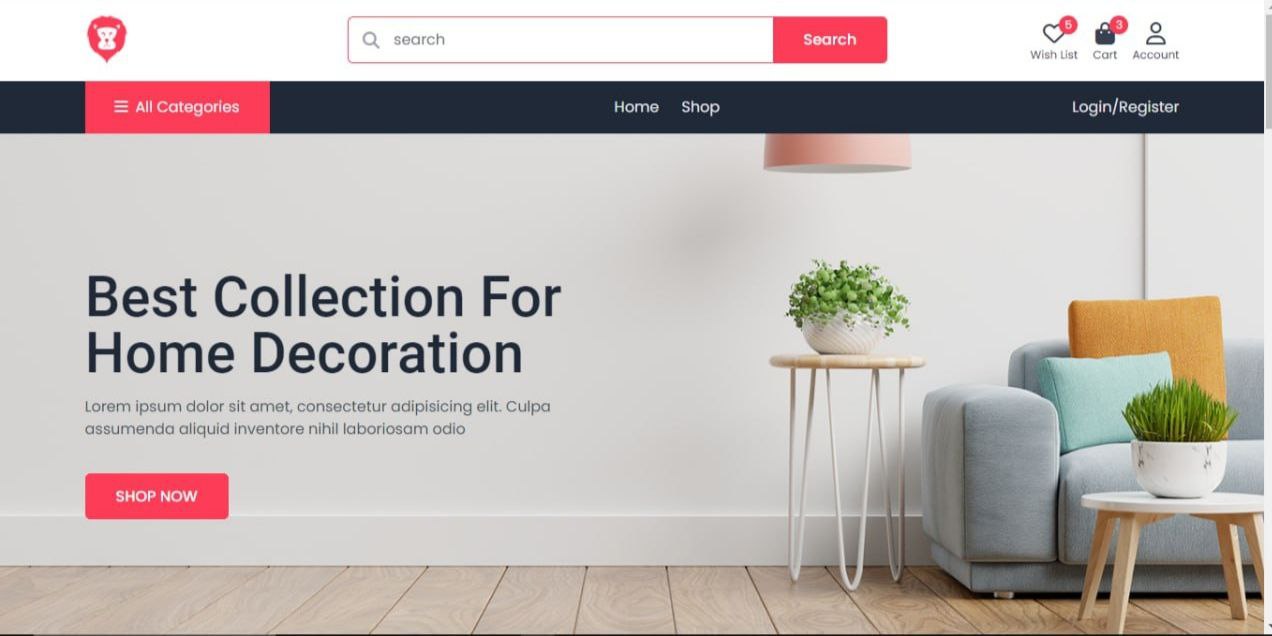 search
Search
5
3
Wish List
Cart
Account
All Categories
Home
Shop
Login/Register
Best Collection For
Home Decoration
Lorem ipsum dolor sit amet, consectetur adipisicing elit. Culpa
assumenda aliquid inventore nihil laboriosam odio
SHOP NOW